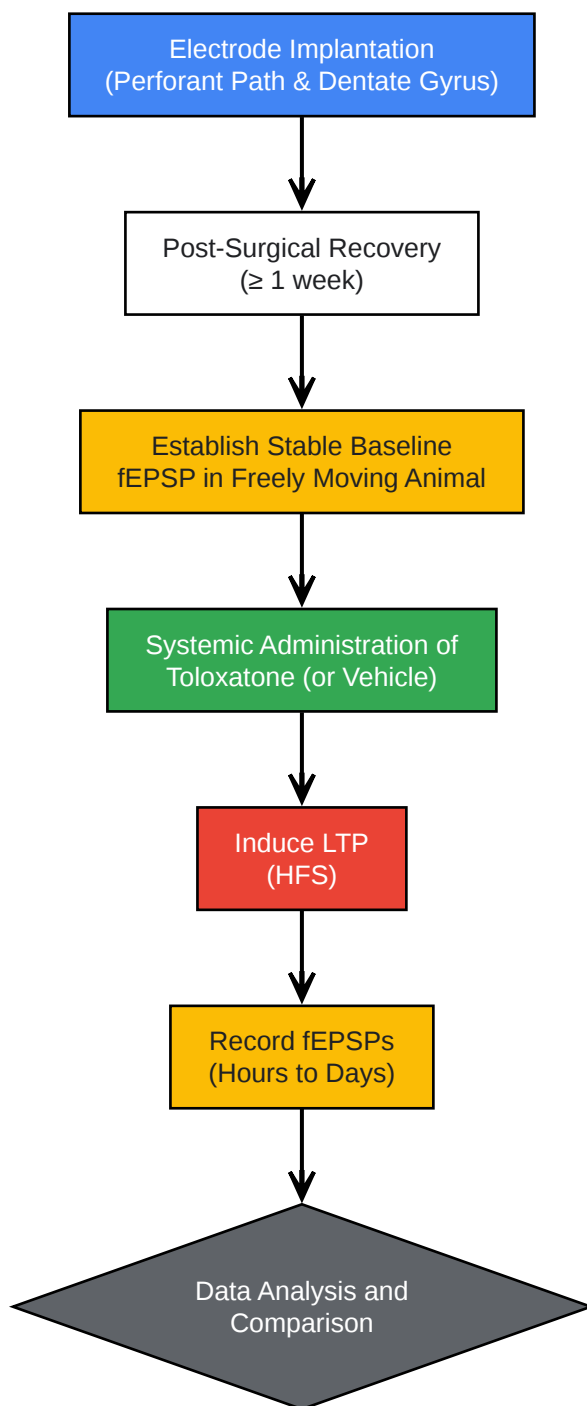 Electrode Implantation
(Perforant Path & Dentate Gyrus)
Post-Surgical Recovery
(≥ 1 week)
Establish Stable Baseline
fEPSP in Freely Moving Animal
Systemic Administration of
Toloxatone (or Vehicle)
Induce LTP
(HFS)
Record fEPSPs
(Hours to Days)
Data Analysis and
Comparison